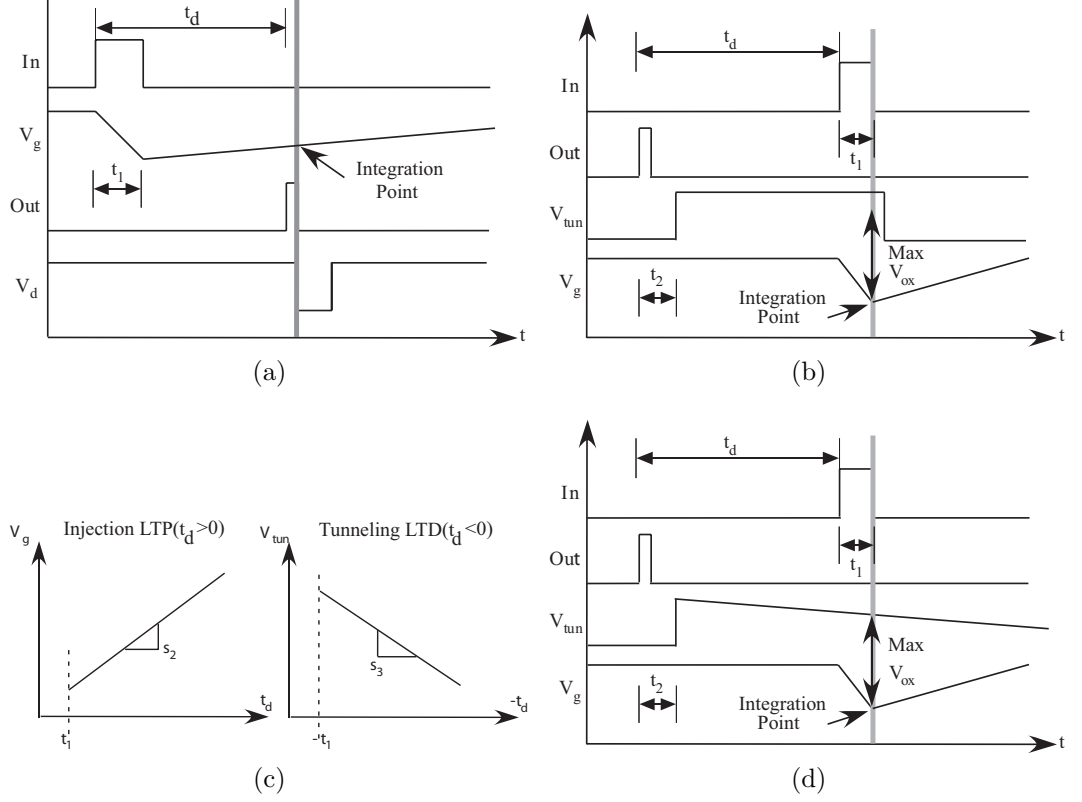 t_d
In
V_g
t_1
Integration
Point
Out
V_d
t
(a)
t_d
In
t_1
Out
V_tun
Max
V_ox
V_g
t_2
Integration
Point
t
(b)
V_g
Injection LTP(t_d>0)
s_2
t_d
t_1
V_tun
Tunneling LTD(t_d<0)
s_3
-t_d
-t_1
(c)
t_d
In
t_1
Out
V_tun
Max
V_ox
V_g
t_2
Integration
Point
t
(d)